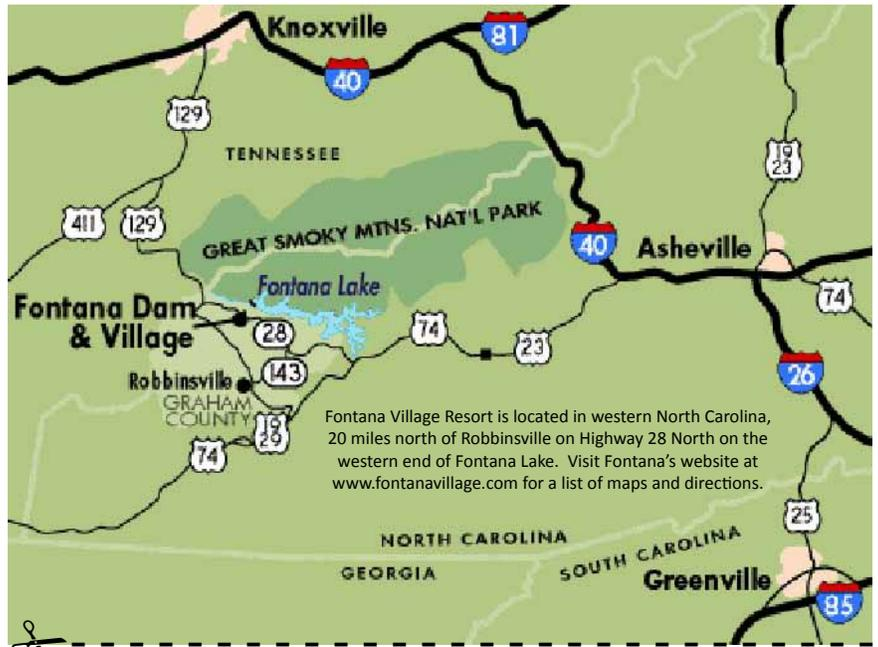 Knoxville
81
40
129
TENNESSEE
19
23
411
129
GREAT SMOKY MTNS. NAT'L PARK
40
Asheville
Fontana Lake
74
Fontana Dam
& Village
28
74
23
143
26
Robbinsville
GRAHAM
COUNTY
19
29
74
Fontana Village Resort is located in western North Carolina,
20 miles north of Robbinsville on Highway 28 North on the
western end of Fontana Lake. Visit Fontana's website at
www.fontanavillage.com for a list of maps and directions.
25
NORTH CAROLINA
SOUTH CAROLINA
GEORGIA
Greenville
85